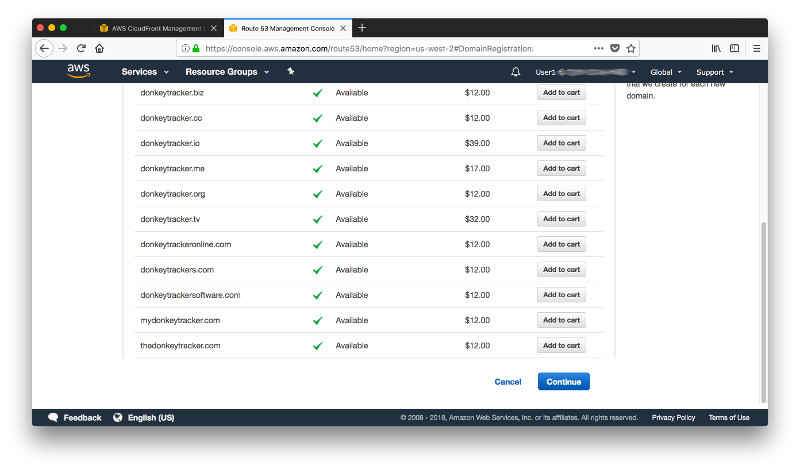 AWS CloudFront Management
Route 53 Management Console
https://console.aws.amazon.com/route53/home?region=us-west-2#DomainRegistration:
aws Services Resource Groups User1 Global Support
donkeytracker.biz Available $12.00 Add to cart
that we create for each new
domain.
donkeytracker.cc Available $12.00 Add to cart
donkeytracker.io Available $39.00 Add to cart
donkeytracker.me Available $17.00 Add to cart
donkeytracker.org Available $12.00 Add to cart
donkeytracker.tv Available $32.00 Add to cart
donkeytrackeronline.com Available $12.00 Add to cart
donkeytrackers.com Available $12.00 Add to cart
donkeytrackersoftware.com Available $12.00 Add to cart
mydonkeytracker.com Available $12.00 Add to cart
thedonkeytracker.com Available $12.00 Add to cart
Cancel Continue
Feedback English (US) © 2008 - 2018, Amazon Web Services, Inc. or its affiliates. All rights reserved. Privacy Policy Terms of Use